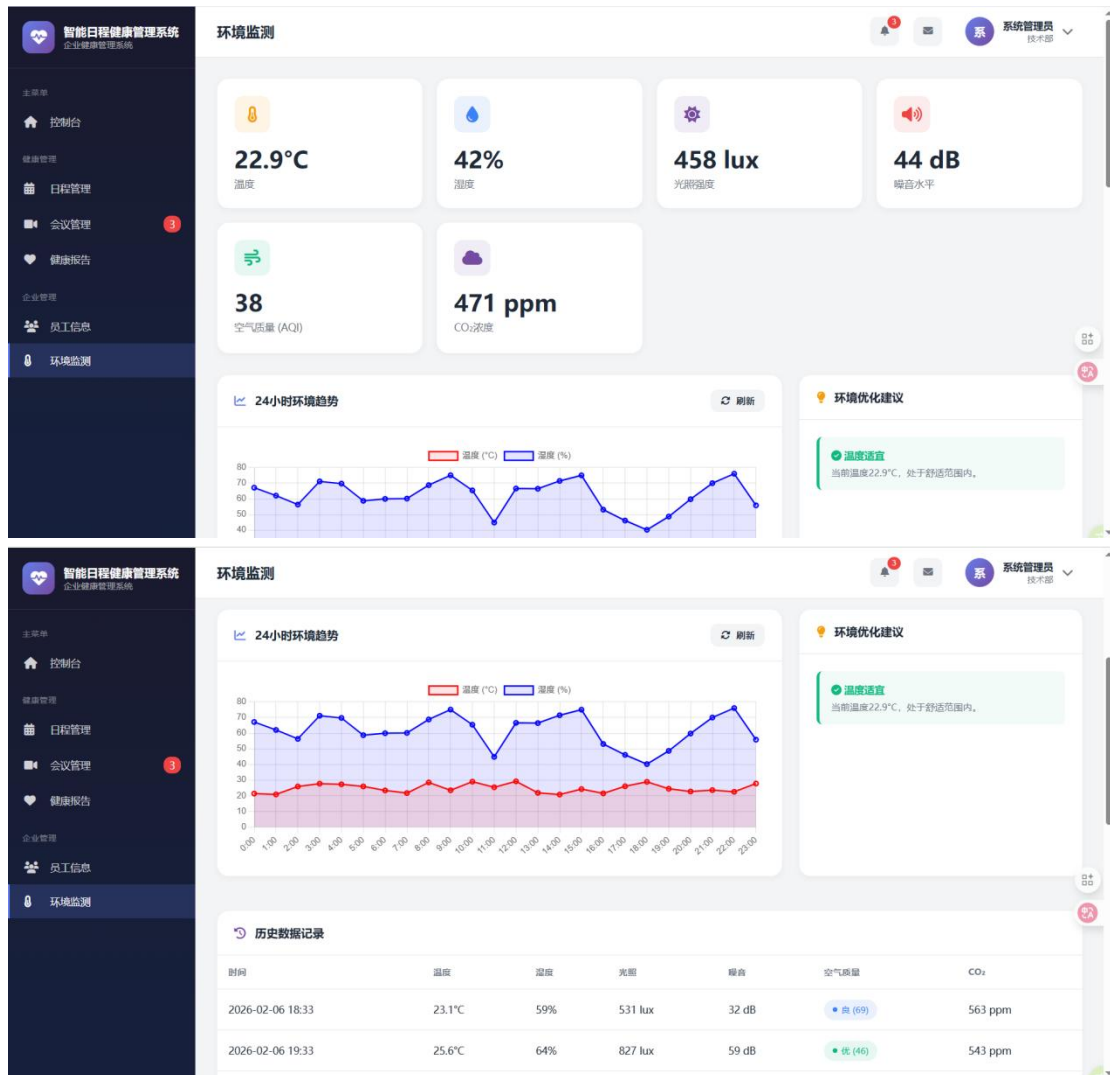 智能日程健康管理系统
企业健康管理系统
环境监测
3
系
系统管理员
技术部
主菜单
控制台
健康管理
日程管理
会议管理
3
健康报告
企业管理
员工信息
环境监测
22.9°C
温度
42%
湿度
458 lux
光照强度
44 dB
噪音水平
38
空气质量 (AQI)
471 ppm
CO₂浓度
24小时环境趋势
刷新
温度 (°C)
湿度 (%)
80
70
60
50
40
环境优化建议
温度适宜
当前温度22.9°C，处于舒适范围内。
智能日程健康管理系统
企业健康管理系统
环境监测
3
系
系统管理员
技术部
主菜单
控制台
健康管理
日程管理
会议管理
3
健康报告
企业管理
员工信息
环境监测
24小时环境趋势
刷新
温度 (°C)
湿度 (%)
80
70
60
50
40
30
20
10
0
0:00 1:00 2:00 3:00 4:00 5:00 6:00 7:00 8:00 9:00 10:00 11:00 12:00 13:00 14:00 15:00 16:00 17:00 18:00 19:00 20:00 21:00 22:00 23:00
环境优化建议
温度适宜
当前温度22.9°C，处于舒适范围内。
历史数据记录
时间 温度 湿度 光照 噪音 空气质量 CO₂
2026-02-06 18:33 23.1°C 59% 531 lux 32 dB 良 (69) 563 ppm
2026-02-06 19:33 25.6°C 64% 827 lux 59 dB 优 (46) 543 ppm